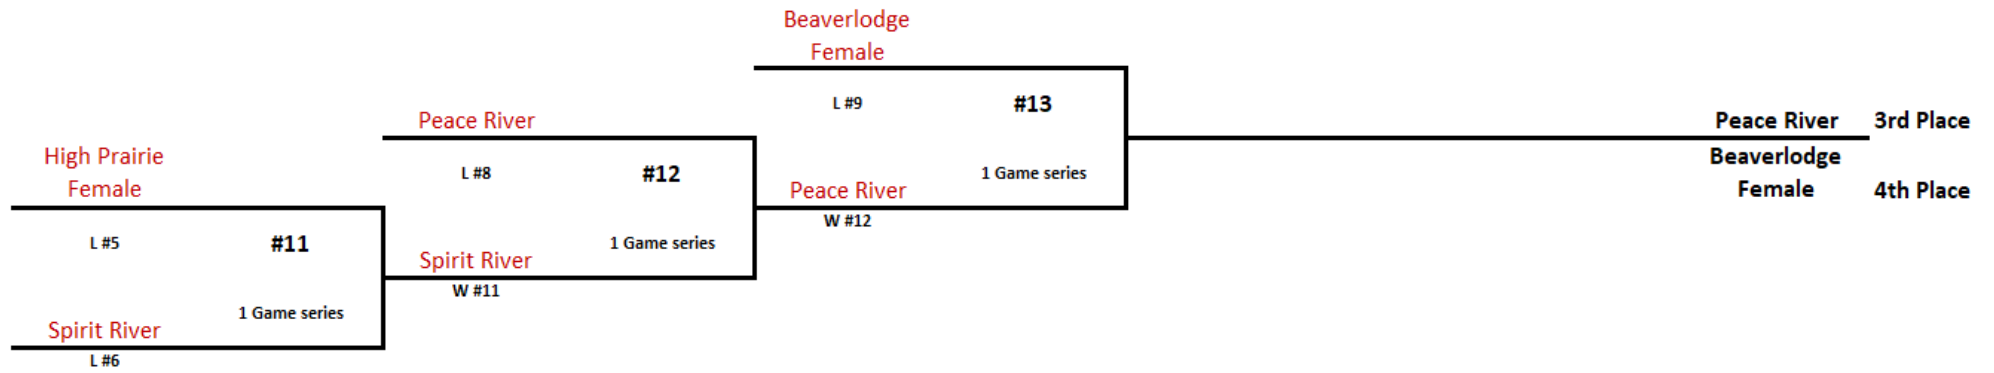 Beaverlodge
Female
L #9
#13
Peace River
Peace River 3rd Place
High Prairie
Female
L #8
#12
1 Game series
Beaverlodge
Female
4th Place
Peace River
W #12
L #5
#11
1 Game series
Spirit River
W #11
1 Game series
Spirit River
L #6